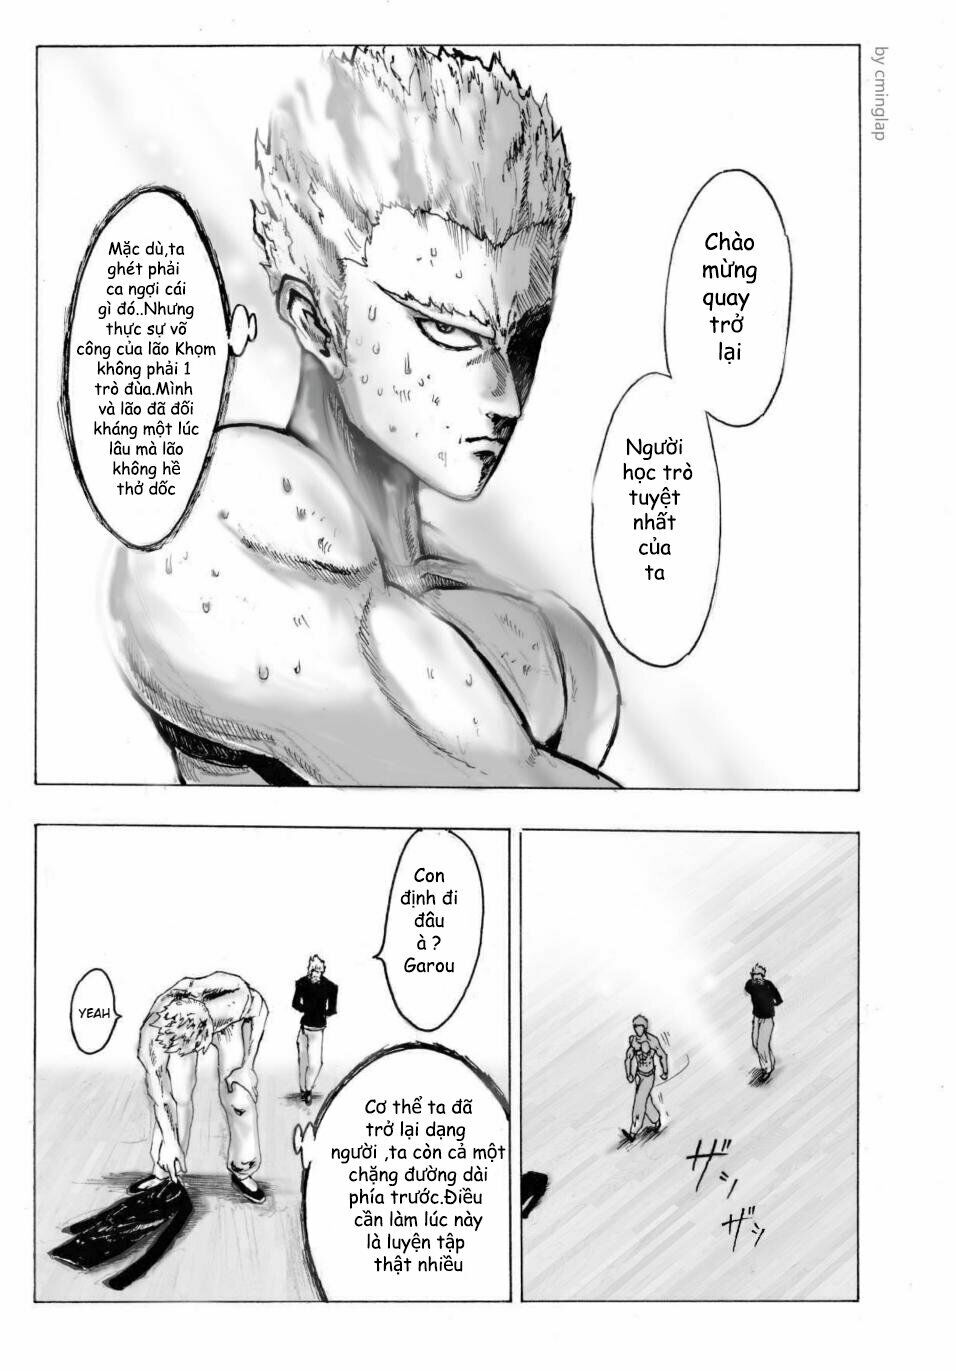 by cminglap
Chào
mừng
quay
trở
lại
Người
học trò
tuyệt
nhất
của
ta
Mặc dù,ta
ghét phải
ca ngợi cái
gì đó..Nhưng
thực sự võ
công của lão Khọm
không phải 1
trò đùa.Mình
và lão đã đối
kháng một lúc
lâu mà lão
không hề
thở dốc
ザッ
ザッ
Con
định đi
đâu
à ?
Garou
YEAH
Cơ thể ta đã
trở lại dạng
người ,ta còn cả một
chặng đường dài
phía trước.Điều
cần làm lúc này
là luyện tập
thật nhiều